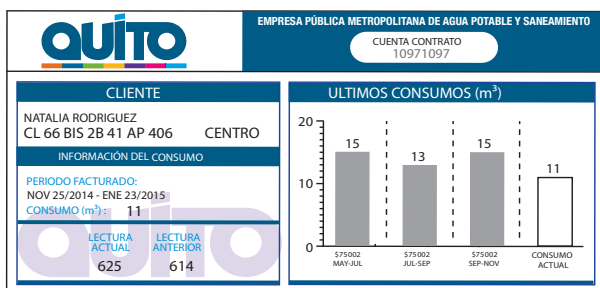 QUITO
EMPRESA PÚBLICA METROPOLITANA DE AGUA POTABLE Y SANEAMIENTO
CUENTA CONTRATO
10971097
CLIENTE
NATALIA RODRIGUEZ
CL 66 BIS 2B 41 AP 406 CENTRO
INFORMACIÓN DEL CONSUMO
PERIODO FACTURADO:
NOV 25/2014 - ENE 23/2015
CONSUMO (m³) : 11
QUITO
LECTURA ACTUAL
LECTURA ANTERIOR
625 614
ULTIMOS CONSUMOS (m³)
20
10
0
15
13
15
11
$75002
MAY-JUL
$75002
JUL-SEP
$75002
SEP-NOV
CONSUMO
ACTUAL